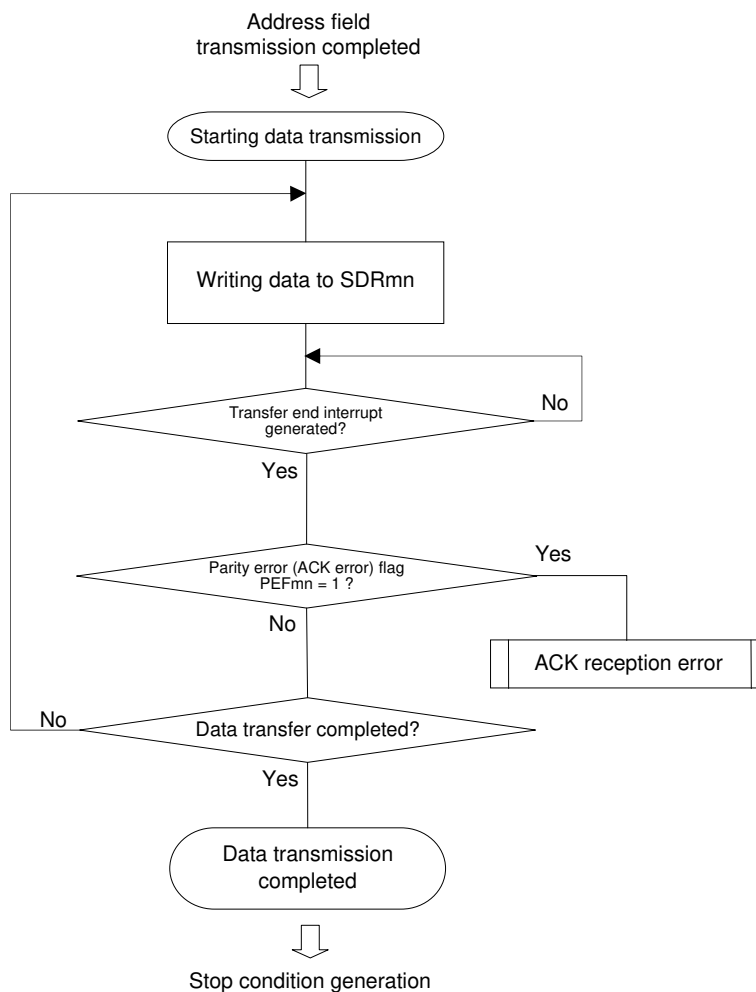 Address field
transmission completed
Starting data transmission
Writing data to SDRmn
Transfer end interrupt
generated?
No
Yes
Parity error (ACK error) flag
PEFmn = 1 ?
Yes
No
ACK reception error
Data transfer completed?
No
Yes
Data transmission
completed
Stop condition generation